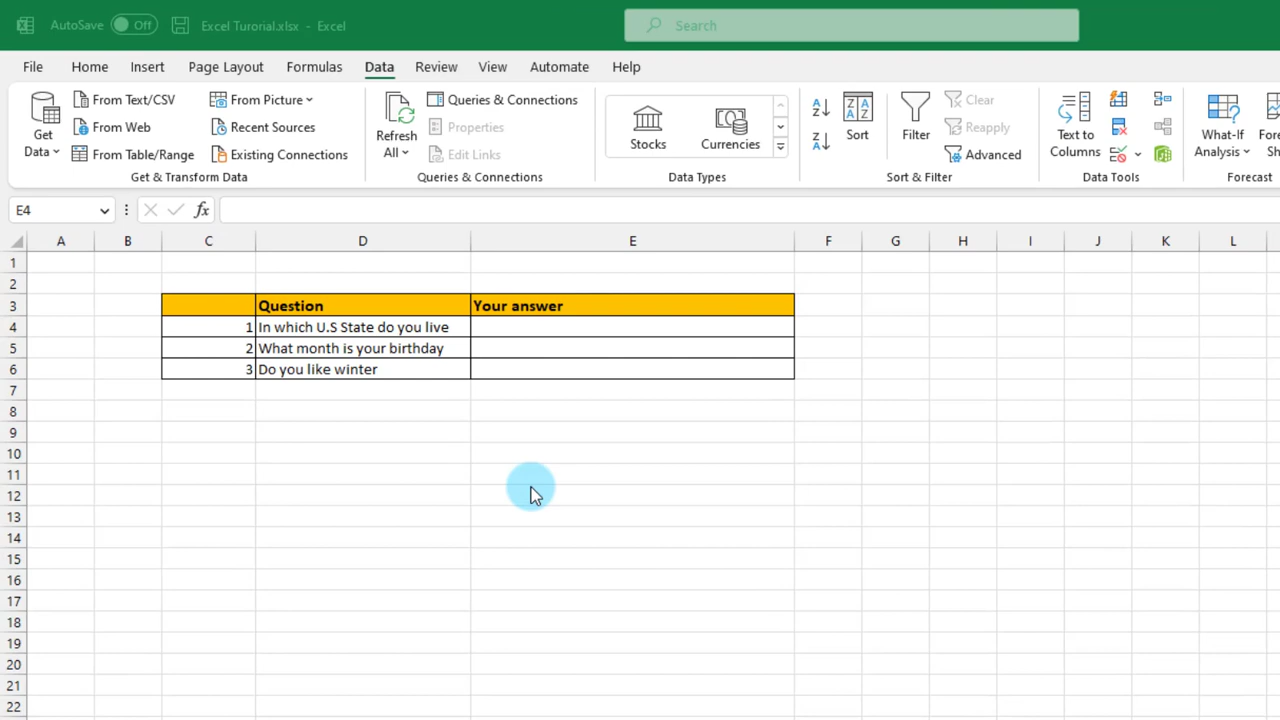 AutoSave Off Excel Turorial.xlsx - Excel Search
File Home Insert Page Layout Formulas Data Review View Automate Help
Get Data
From Text/CSV
From Web
From Table/Range
From Picture
Recent Sources
Existing Connections
Get & Transform Data
Refresh All
Queries & Connections
Properties
Edit Links
Queries & Connections
Stocks
Currencies
Data Types
A Z
Z A
Z A A Z
Sort
Filter
Clear
Reapply
Advanced
Sort & Filter
Text to
Columns
Data Tools
What-If
Analysis
Forecast
E4 fx
A B C D E F G H I J K L
1
2
3 Question Your answer
4 1 In which U.S State do you live
5 2 What month is your birthday
6 3 Do you like winter
7
8
9
10
11
12
13
14
15
16
17
18
19
20
21
22